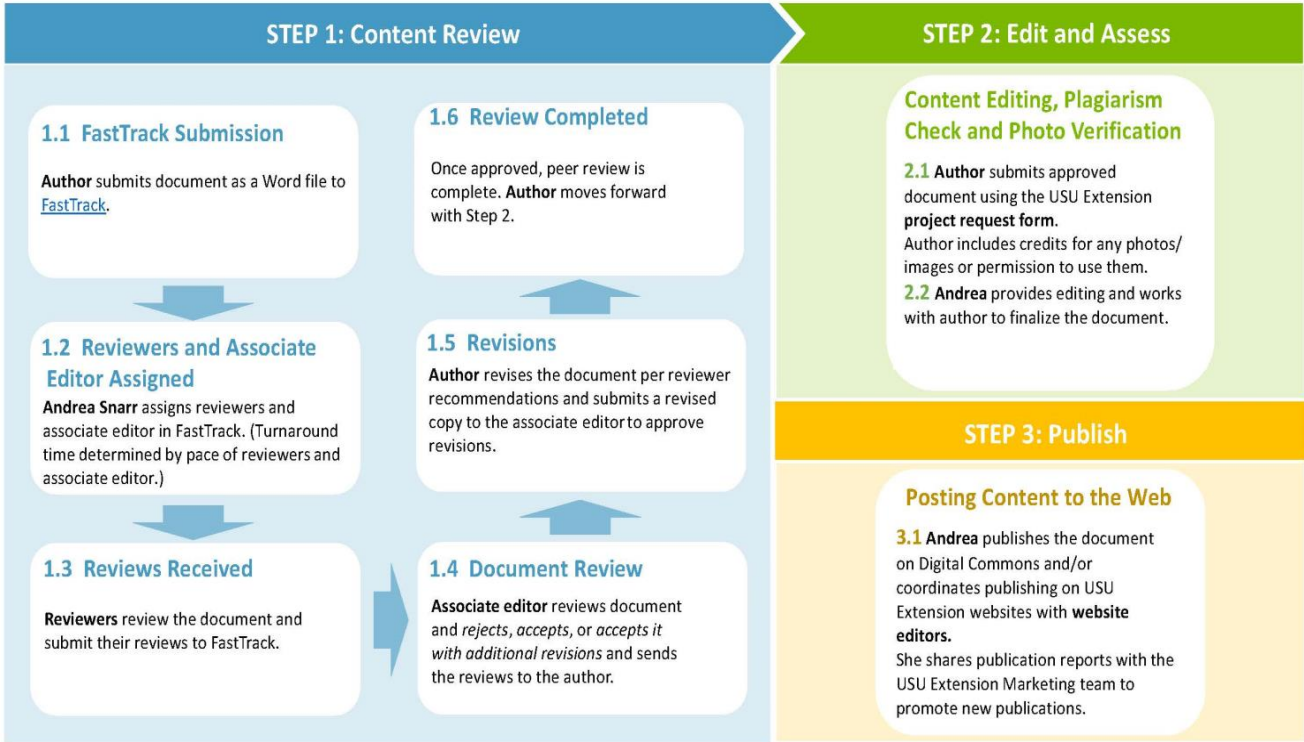 STEP 1: Content Review
1.1 FastTrack Submission
Author submits document as a Word file to
FastTrack.
1.2 Reviewers and Associate
Editor Assigned
Andrea Snarr assigns reviewers and
associate editor in FastTrack. (Turnaround
time determined by pace of reviewers and
associate editor.)
1.3 Reviews Received
Reviewers review the document and
submit their reviews to FastTrack.
1.4 Document Review
Associate editor reviews document
and rejects, accepts, or accepts it
with additional revisions and sends
the reviews to the author.
1.5 Revisions
Author revises the document per reviewer
recommendations and submits a revised
copy to the associate editor to approve
revisions.
1.6 Review Completed
Once approved, peer review is
complete. Author moves forward
with Step 2.
STEP 2: Edit and Assess
Content Editing, Plagiarism
Check and Photo Verification
2.1 Author submits approved
document using the USU Extension
project request form.
Author includes credits for any photos/
images or permission to use them.
2.2 Andrea provides editing and works
with author to finalize the document.
STEP 3: Publish
Posting Content to the Web
3.1 Andrea publishes the document
on Digital Commons and/or
coordinates publishing on USU
Extension websites with website
editors.
She shares publication reports with the
USU Extension Marketing team to
promote new publications.